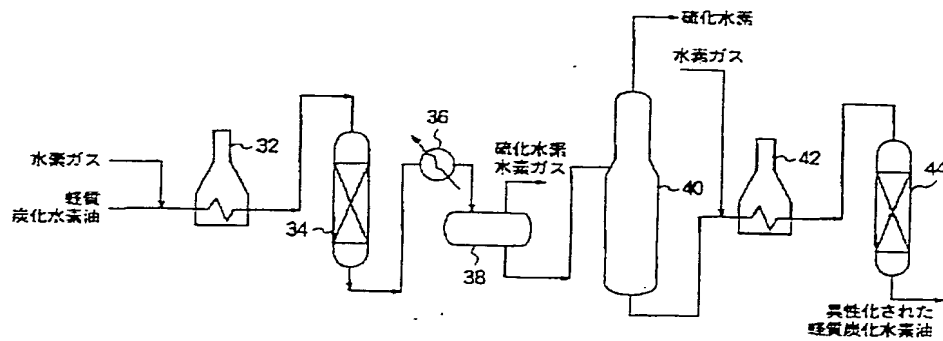 硫化水素
水素ガス
36
32
42
硫化水素
水素ガス
水素ガス
44
40
軽質
炭化水素油
34
38
異性化された
軽質炭化水素油